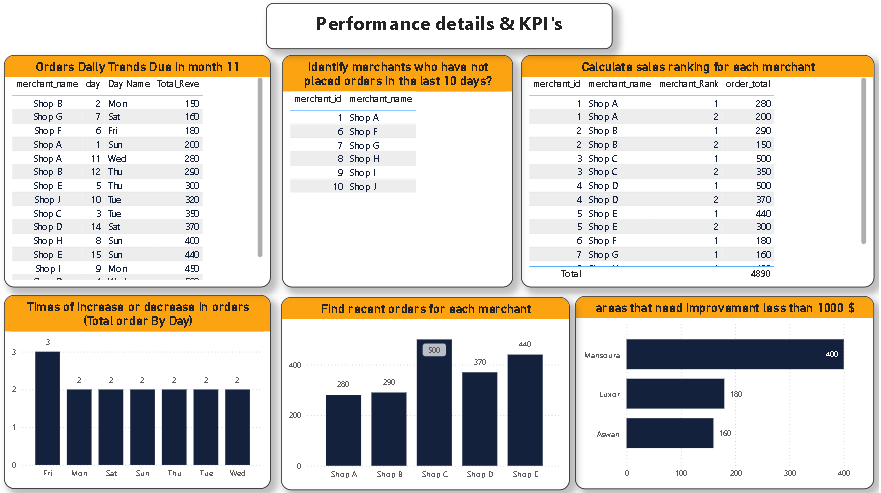 Performance details & KPI's
Orders Daily Trends Due in month 11
merchant_name day Day Name Total_Reve
Shop B 2 Mon 150
Shop G 7 Sat 160
Shop F 6 Fri 180
Shop A 1 Sun 200
Shop A 11 Wed 280
Shop B 12 Thu 290
Shop E 5 Thu 300
Shop J 10 Tue 320
Shop C 3 Tue 350
Shop D 14 Sat 370
Shop H 8 Sun 400
Shop E 15 Sun 440
Shop I 9 Mon 450
Identify merchants who have not
placed orders in the last 10 days?
merchant_id merchant_name
1 Shop A
6 Shop F
7 Shop G
8 Shop H
9 Shop I
10 Shop J
Calculate sales ranking for each merchant
merchant_id merchant_name merchant_Rank order_total
1 Shop A 1 280
1 Shop A 2 200
2 Shop B 1 290
2 Shop B 2 150
3 Shop C 1 500
3 Shop C 2 350
4 Shop D 1 500
4 Shop D 2 370
5 Shop E 1 440
5 Shop E 2 300
6 Shop F 1 180
7 Shop G 1 160
Total 4890
Times of increase or decrease in orders
(Total order By Day)
3
3
2 2 2 2 2 2
2
1
0
Fri Mon Sat Sun Thu Tue Wed
Find recent orders for each merchant
500
440
370
400
280 290
200
0
Shop A Shop B Shop C Shop D Shop E
areas that need improvement less than 1000 $
Mansoura 400
Luxor 180
Aswan 160
0 100 200 300 400